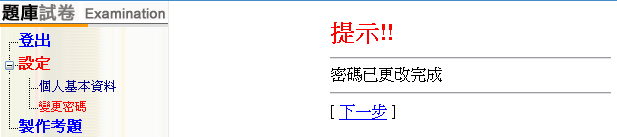 題庫試卷 Examination
登出
設定
個人基本資料
變更密碼
製作考題
提示!!
密碼已更改完成
[ 下一步 ]